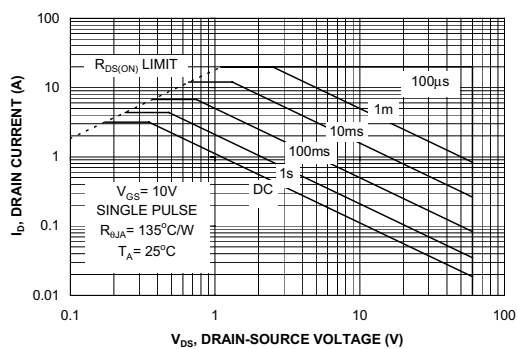 100
10
1
0.1
0.01
I_D, DRAIN CURRENT (A)
R_DS(ON) LIMIT
100µs
1m
10ms
100ms
1s
DC
V_GS= 10V
SINGLE PULSE
R_θJA= 135°C/W
T_A= 25°C
0.1
1
10
100
V_DS, DRAIN-SOURCE VOLTAGE (V)